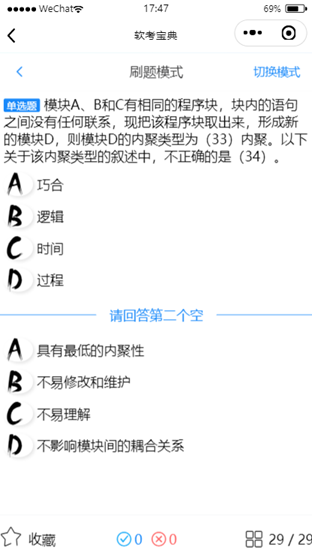 ●●●●● WeChat 17:47 69%
软考宝典
刷题模式 切换模式
单选题 模块A、B和C有相同的程序块，块内的语句
之间没有任何联系，现把该程序块取出来，形成新
的模块D，则模块D的内聚类型为（33）内聚。以下
关于该内聚类型的叙述中，不正确的是（34）。
A 巧合
B 逻辑
C 时间
D 过程
请回答第二个空
A 具有最低的内聚性
B 不易修改和维护
C 不易理解
D 不影响模块间的耦合关系
收藏 0 0 29 / 29